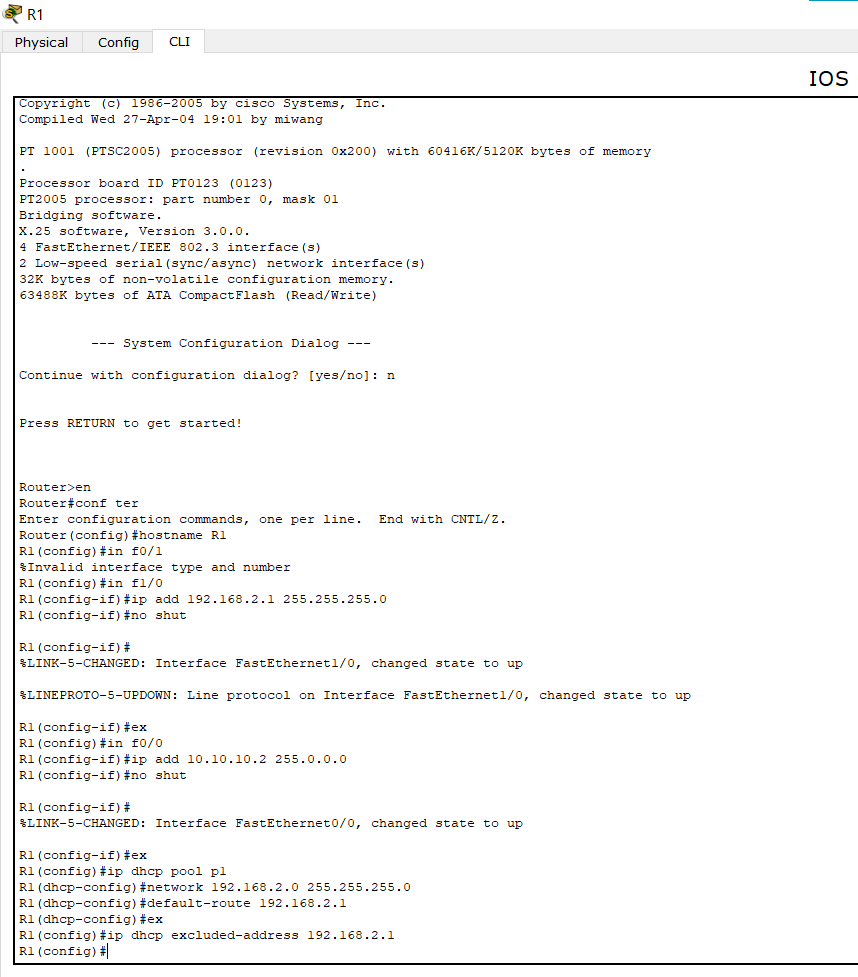 R1
Physical Config CLI
IOS
Copyright (c) 1986-2005 by cisco Systems, Inc.
Compiled Wed 27-Apr-04 19:01 by miwang
PT 1001 (PTSC2005) processor (revision 0x200) with 60416K/5120K bytes of memory
.
Processor board ID PT0123 (0123)
PT2005 processor: part number 0, mask 01
Bridging software.
X.25 software, Version 3.0.0.
4 FastEthernet/IEEE 802.3 interface(s)
2 Low-speed serial(sync/async) network interface(s)
32K bytes of non-volatile configuration memory.
63488K bytes of ATA CompactFlash (Read/Write)
--- System Configuration Dialog ---
Continue with configuration dialog? [yes/no]: n
Press RETURN to get started!
Router>en
Router#conf ter
Enter configuration commands, one per line.  End with CNTL/Z.
Router(config)#hostname R1
R1(config)#in f0/1
%Invalid interface type and number
R1(config)#in f1/0
R1(config-if)#ip add 192.168.2.1 255.255.255.0
R1(config-if)#no shut
R1(config-if)#
%LINK-5-CHANGED: Interface FastEthernet1/0, changed state to up
%LINEPROTO-5-UPDOWN: Line protocol on Interface FastEthernet1/0, changed state to up
R1(config-if)#ex
R1(config)#in f0/0
R1(config-if)#ip add 10.10.10.2 255.0.0.0
R1(config-if)#no shut
R1(config-if)#
%LINK-5-CHANGED: Interface FastEthernet0/0, changed state to up
R1(config-if)#ex
R1(config)#ip dhcp pool p1
R1(dhcp-config)#network 192.168.2.0 255.255.255.0
R1(dhcp-config)#default-route 192.168.2.1
R1(dhcp-config)#ex
R1(config)#ip dhcp excluded-address 192.168.2.1
R1(config)#